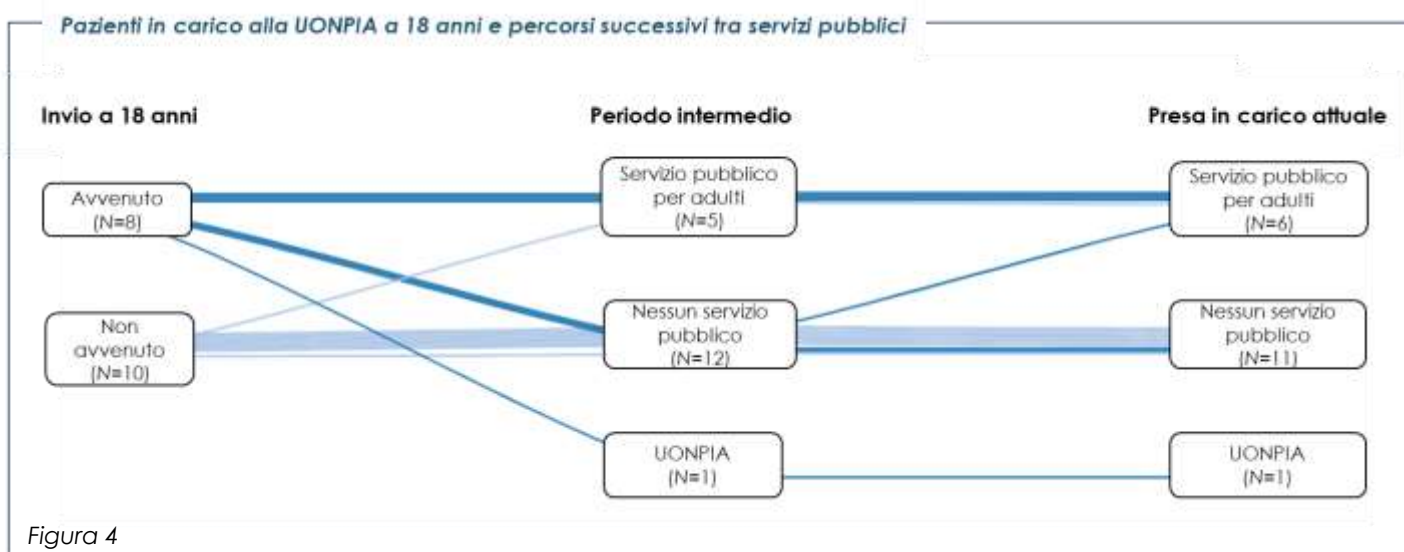 Pazienti in carico alla UONPIA a 18 anni e percorsi successivi tra servizi pubblici
Invio a 18 anni
Periodo intermedio
Presa in carico attuale
Avvenuto
(N=8)
Servizio pubblico
per adulti
(N=5)
Servizio pubblico
per adulti
(N=6)
Non
avvenuto
(N=10)
Nessun servizio
pubblico
(N=12)
Nessun servizio
pubblico
(N=11)
UONPIA
(N=1)
UONPIA
(N=1)
Figura 4